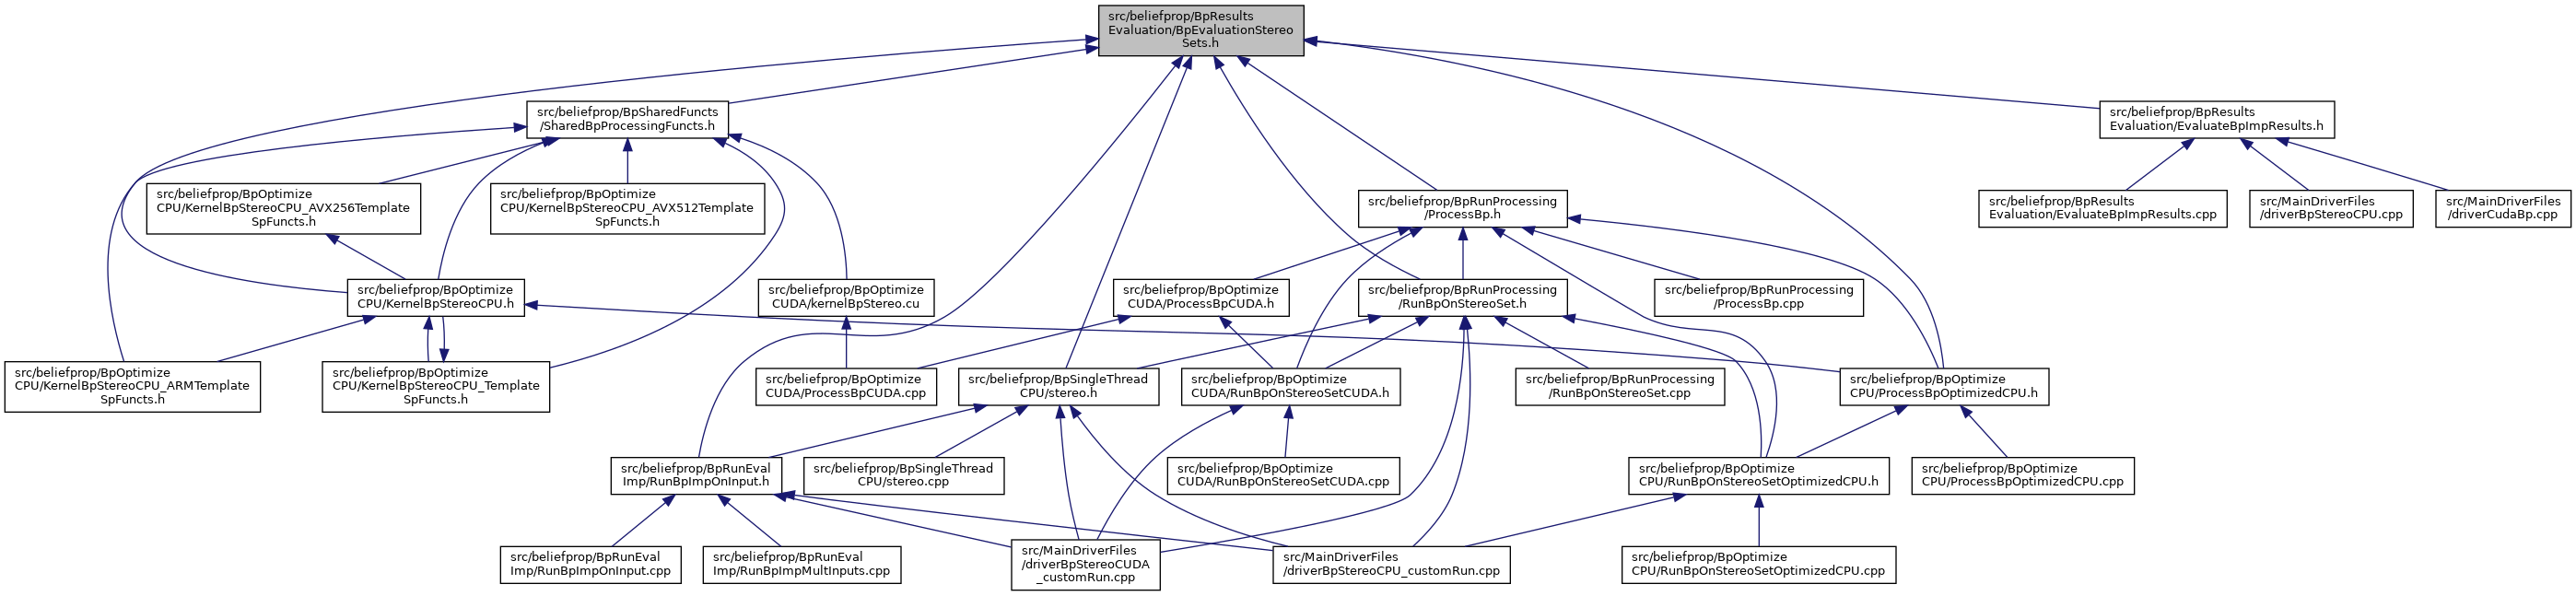 src/beliefprop/BpResults
Evaluation/BpEvaluationStereo
Sets.h
src/beliefprop/BpSharedFuncts
/SharedBpProcessingFuncts.h
src/beliefprop/BpResults
Evaluation/EvaluateBpImpResults.h
src/beliefprop/BpOptimize
CPU/KernelBpStereoCPU_AVX256Template
SpFuncts.h
src/beliefprop/BpOptimize
CPU/KernelBpStereoCPU_AVX512Template
SpFuncts.h
src/beliefprop/BpRunProcessing
/ProcessBp.h
src/beliefprop/BpResults
Evaluation/EvaluateBpImpResults.cpp
src/MainDriverFiles
/driverBpStereoCPU.cpp
src/MainDriverFiles
/driverCudaBp.cpp
src/beliefprop/BpOptimize
CPU/KernelBpStereoCPU.h
src/beliefprop/BpOptimize
CUDA/kernelBpStereo.cu
src/beliefprop/BpOptimize
CUDA/ProcessBpCUDA.h
src/beliefprop/BpRunProcessing
/RunBpOnStereoSet.h
src/beliefprop/BpRunProcessing
/ProcessBp.cpp
src/beliefprop/BpOptimize
CPU/KernelBpStereoCPU_ARMTemplate
SpFuncts.h
src/beliefprop/BpOptimize
CPU/KernelBpStereoCPU_Template
SpFuncts.h
src/beliefprop/BpOptimize
CUDA/ProcessBpCUDA.cpp
src/beliefprop/BpSingleThread
CPU/stereo.h
src/beliefprop/BpOptimize
CUDA/RunBpOnStereoSetCUDA.h
src/beliefprop/BpRunProcessing
/RunBpOnStereoSet.cpp
src/beliefprop/BpOptimize
CPU/ProcessBpOptimizedCPU.h
src/beliefprop/BpRunEval
Imp/RunBpImpOnInput.h
src/beliefprop/BpSingleThread
CPU/stereo.cpp
src/beliefprop/BpOptimize
CUDA/RunBpOnStereoSetCUDA.cpp
src/beliefprop/BpOptimize
CPU/RunBpOnStereoSetOptimizedCPU.h
src/beliefprop/BpOptimize
CPU/ProcessBpOptimizedCPU.cpp
src/beliefprop/BpRunEval
Imp/RunBpImpOnInput.cpp
src/beliefprop/BpRunEval
Imp/RunBpImpMultInputs.cpp
src/MainDriverFiles
/driverBpStereoCUDA
_customRun.cpp
src/MainDriverFiles
/driverBpStereoCPU_customRun.cpp
src/beliefprop/BpOptimize
CPU/RunBpOnStereoSetOptimizedCPU.cpp